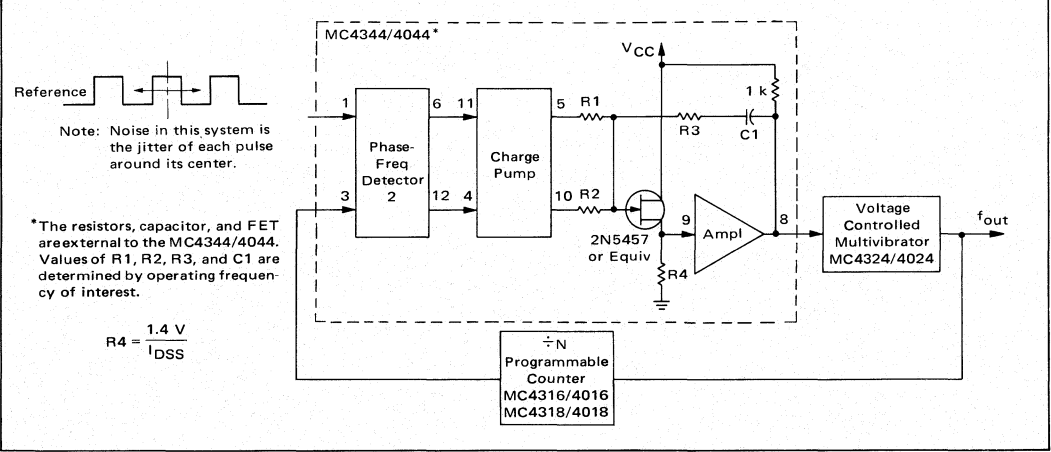 MC4344/4044*
VCC
Reference
1 k
1
6
11
5
R1
R3
C1
Note: Noise in this system is
the jitter of each pulse
around its center.
Phase-
Freq
Detector
2
Charge
Pump
3
12
4
10
R2
9
Ampl
8
Voltage
Controlled
Multivibrator
MC4324/4024
fout
2N5457
or Equiv
R4
*The resistors, capacitor, and FET
are external to the MC4344/4044.
Values of R1, R2, R3, and C1 are
determined by operating frequen-
cy of interest.
R4 = 1.4 V
IDSS
÷N
Programmable
Counter
MC4316/4016
MC4318/4018